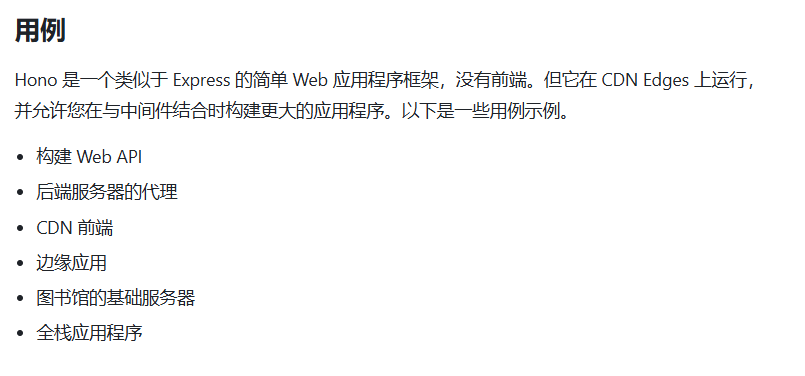 用例
Hono 是一个类似于 Express 的简单 Web 应用程序框架，没有前端。但它在 CDN Edges 上运行，
并允许您在与中间件结合时构建更大的应用程序。以下是一些用例示例。
• 构建 Web API
• 后端服务器的代理
• CDN 前端
• 边缘应用
• 图书馆的基础服务器
• 全栈应用程序